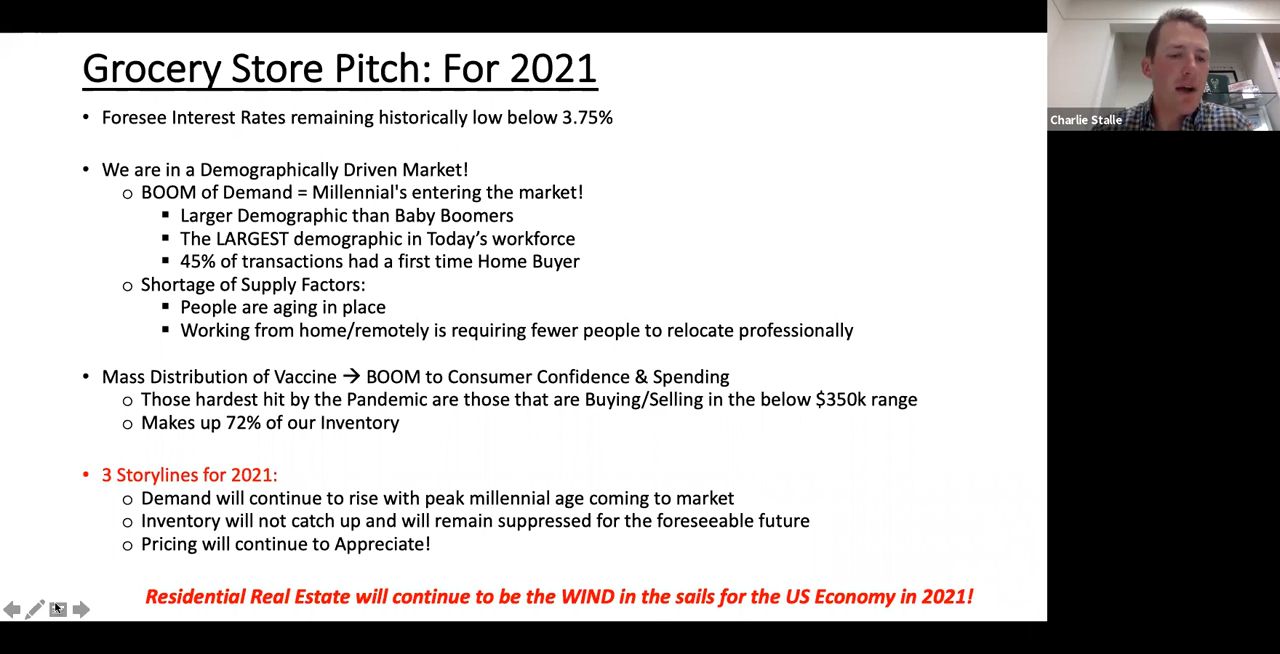 Grocery Store Pitch: For 2021
• Foresee Interest Rates remaining historically low below 3.75%
• We are in a Demographically Driven Market!
o BOOM of Demand = Millennial's entering the market!
▪ Larger Demographic than Baby Boomers
▪ The LARGEST demographic in Today's workforce
▪ 45% of transactions had a first time Home Buyer
o Shortage of Supply Factors:
▪ People are aging in place
▪ Working from home/remotely is requiring fewer people to relocate professionally
• Mass Distribution of Vaccine → BOOM to Consumer Confidence & Spending
o Those hardest hit by the Pandemic are those that are Buying/Selling in the below $350k range
o Makes up 72% of our Inventory
• 3 Storylines for 2021:
o Demand will continue to rise with peak millennial age coming to market
o Inventory will not catch up and will remain suppressed for the foreseeable future
o Pricing will continue to Appreciate!
Residential Real Estate will continue to be the WIND in the sails for the US Economy in 2021!
Charlie Stalle